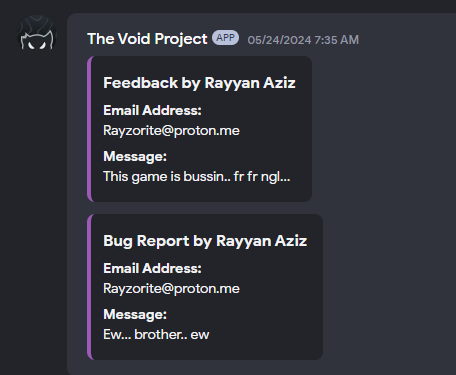 The Void Project APP 05/24/2024 7:35 AM
Feedback by Rayyan Aziz
Email Address:
Rayzorite@proton.me
Message:
This game is bussin.. fr fr ngl...
Bug Report by Rayyan Aziz
Email Address:
Rayzorite@proton.me
Message:
Ew... brother.. ew